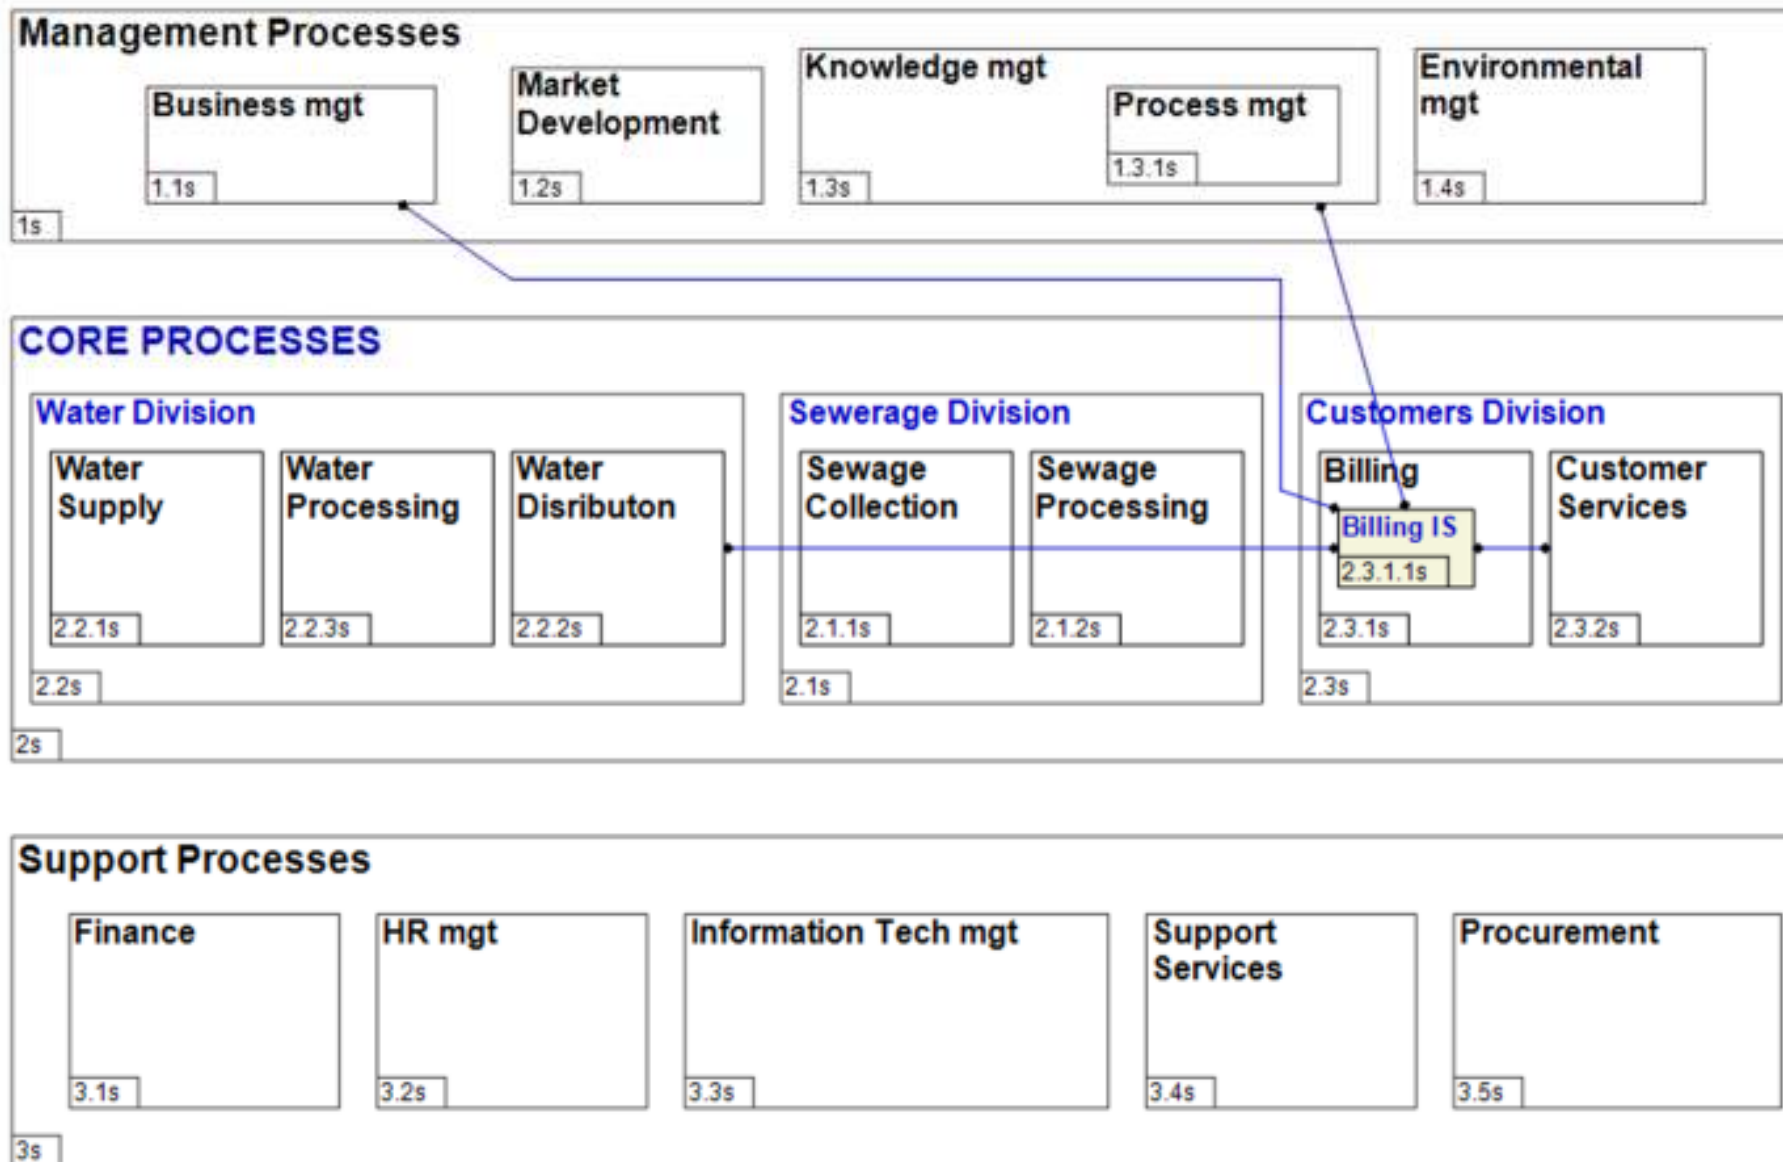 Management Processes
Business mgt
1.1s
Market
Development
1.2s
Knowledge mgt
Process mgt
1.3.1s
1.3s
Environmental
mgt
1.4s
1s
CORE PROCESSES
Water Division
Water
Supply
2.2.1s
Water
Processing
2.2.3s
Water
Disributon
2.2.2s
2.2s
Sewerage Division
Sewage
Collection
2.1.1s
Sewage
Processing
2.1.2s
2.1s
Customers Division
Billing
Billing IS
2.3.1.1s
2.3.1s
Customer
Services
2.3.2s
2.3s
2s
Support Processes
Finance
3.1s
HR mgt
3.2s
Information Tech mgt
3.3s
Support
Services
3.4s
Procurement
3.5s
3s